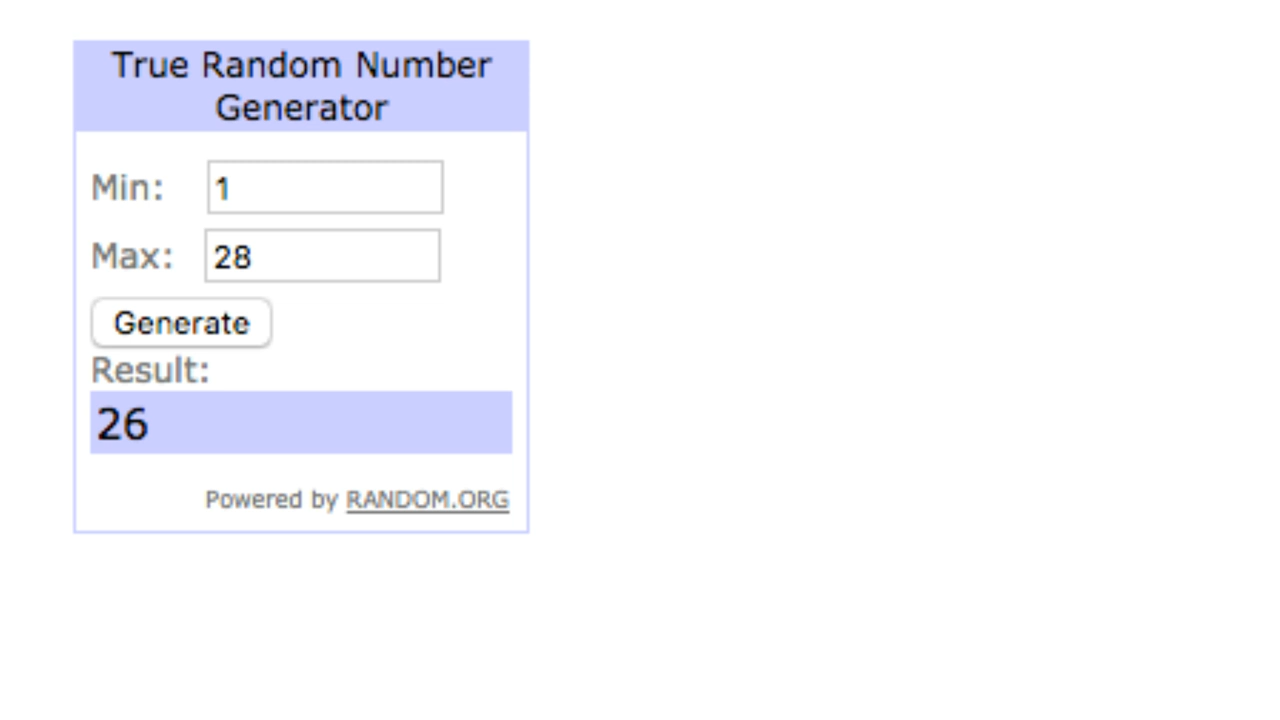 True Random Number
Generator
Min: 1
Max: 28
Generate
Result:
26
Powered by RANDOM.ORG